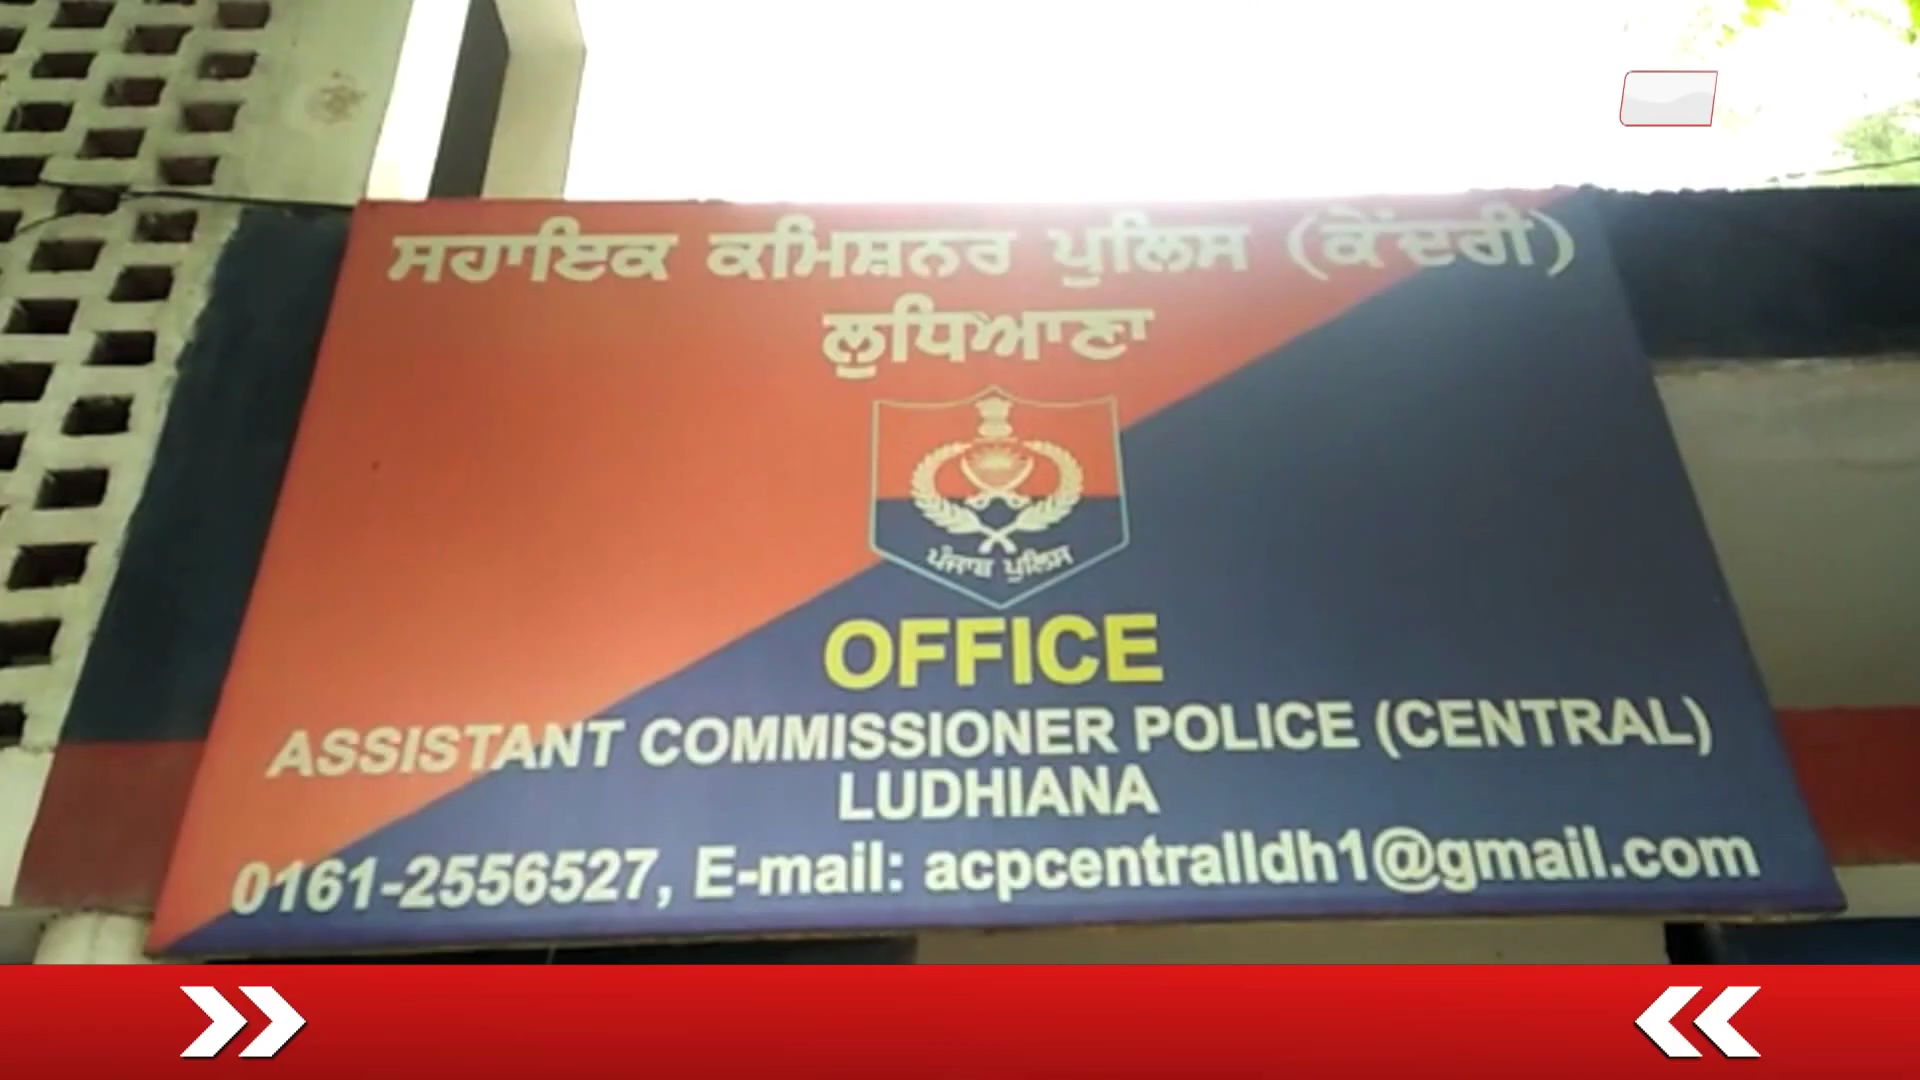 ਸਹਾਇਕ ਕਮਿਸ਼ਨਰ ਪੁਲਿਸ (ਕੇਂਦਰੀ)
ਲੁਧਿਆਣਾ
ਪੰਜਾਬ ਪੁਲਿਸ
OFFICE
ASSISTANT COMMISSIONER POLICE (CENTRAL)
LUDHIANA
0161-2556527, E-mail: acpcentralldh1@gmail.com